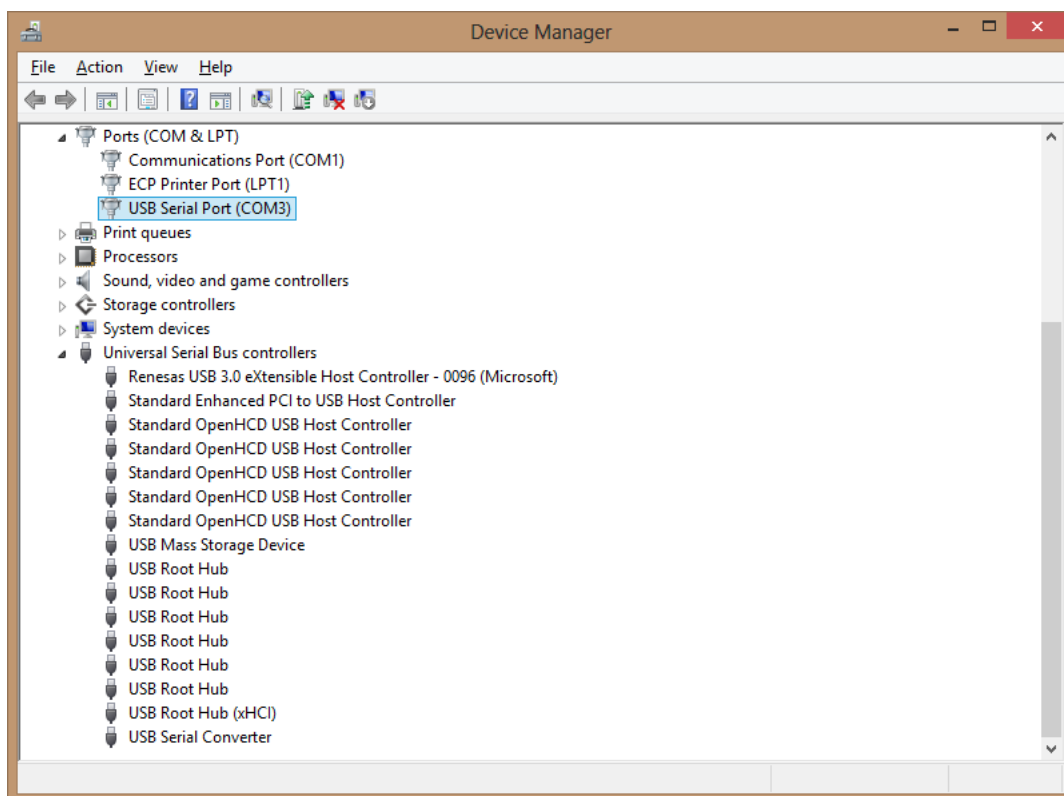 Device Manager
File Action View Help
Ports (COM & LPT)
Communications Port (COM1)
ECP Printer Port (LPT1)
USB Serial Port (COM3)
Print queues
Processors
Sound, video and game controllers
Storage controllers
System devices
Universal Serial Bus controllers
Renesas USB 3.0 eXtensible Host Controller - 0096 (Microsoft)
Standard Enhanced PCI to USB Host Controller
Standard OpenHCD USB Host Controller
Standard OpenHCD USB Host Controller
Standard OpenHCD USB Host Controller
Standard OpenHCD USB Host Controller
Standard OpenHCD USB Host Controller
USB Mass Storage Device
USB Root Hub
USB Root Hub
USB Root Hub
USB Root Hub
USB Root Hub
USB Root Hub
USB Root Hub (xHCI)
USB Serial Converter